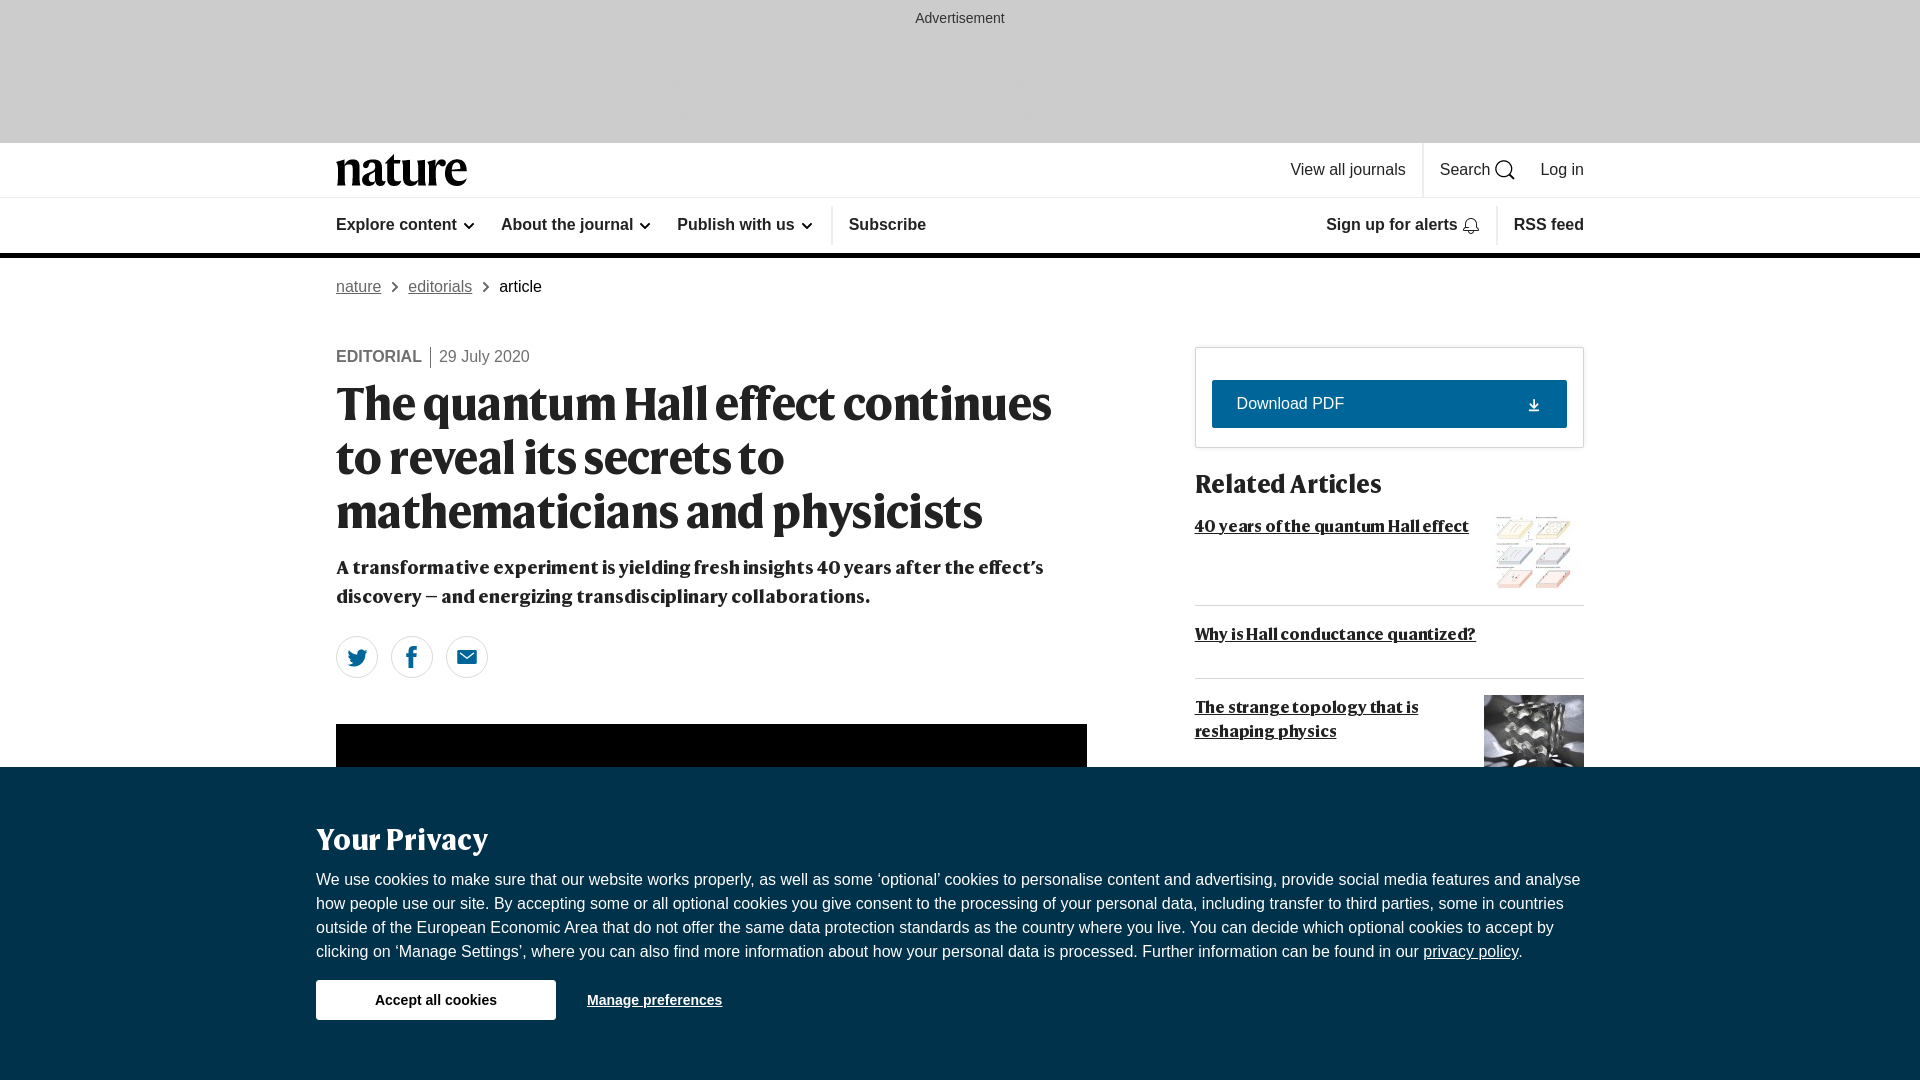 Advertisement
nature
View all journals
Search
Log in
Explore content
About the journal
Publish with us
Subscribe
Sign up for alerts
RSS feed
nature
editorials
article
EDITORIAL
29 July 2020
The quantum Hall effect continues
to reveal its secrets to
mathematicians and physicists
A transformative experiment is yielding fresh insights 40 years after the effect’s
discovery — and energizing transdisciplinary collaborations.
Download PDF
Related Articles
40 years of the quantum Hall effect
Why is Hall conductance quantized?
The strange topology that is
reshaping physics
Your Privacy
We use cookies to make sure that our website works properly, as well as some ‘optional’ cookies to personalise content and advertising, provide social media features and analyse
how people use our site. By accepting some or all optional cookies you give consent to the processing of your personal data, including transfer to third parties, some in countries
outside of the European Economic Area that do not offer the same data protection standards as the country where you live. You can decide which optional cookies to accept by
clicking on ‘Manage Settings’, where you can also find more information about how your personal data is processed. Further information can be found in our privacy policy.
Accept all cookies
Manage preferences